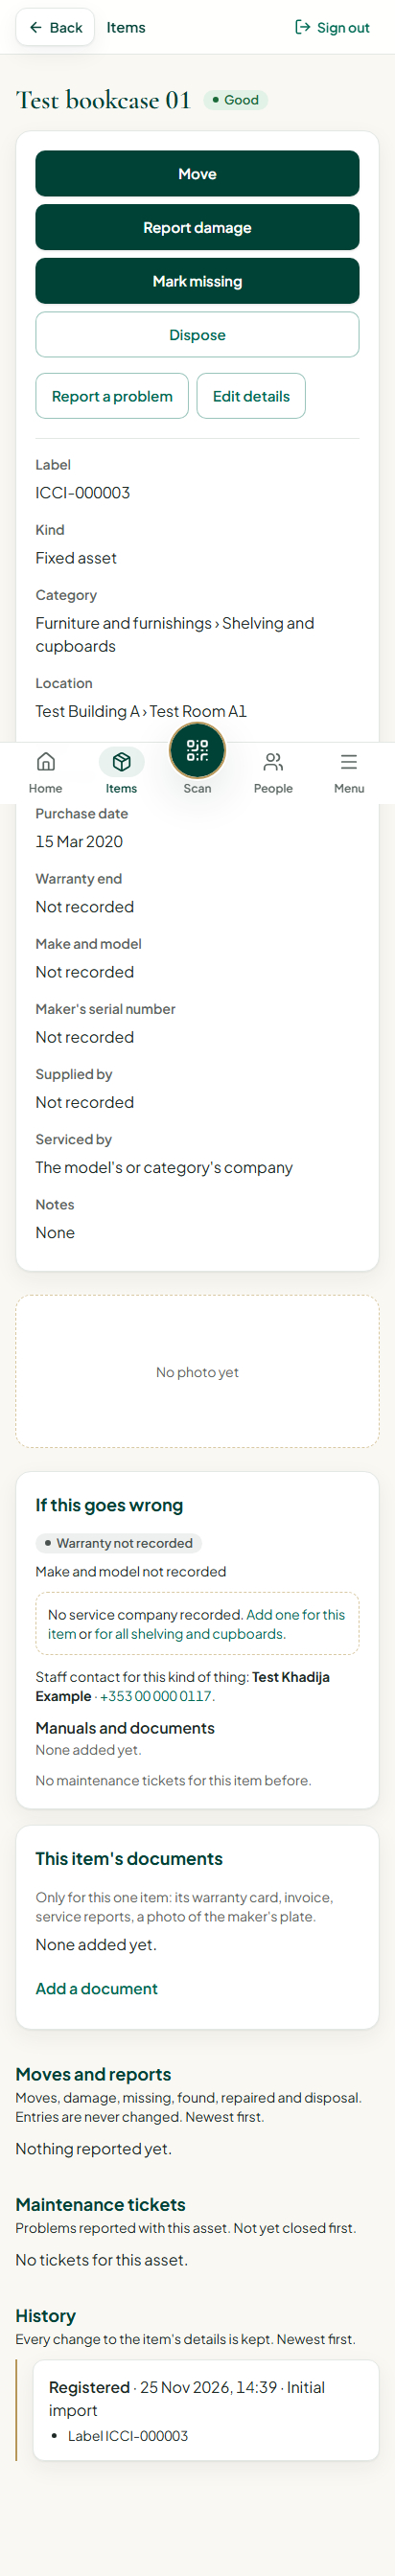 Back
Items
Sign out
Test bookcase 01
Good
Move
Report damage
Mark missing
Dispose
Report a problem
Edit details
Label
ICCI-000003
Kind
Fixed asset
Category
Furniture and furnishings › Shelving and
cupboards
Location
Test Building A › Test Room A1
Home
Items
Scan
People
Menu
Purchase date
15 Mar 2020
Warranty end
Not recorded
Make and model
Not recorded
Maker's serial number
Not recorded
Supplied by
Not recorded
Serviced by
The model's or category's company
Notes
None
No photo yet
If this goes wrong
Warranty not recorded
Make and model not recorded
No service company recorded. Add one for this
item or for all shelving and cupboards.
Staff contact for this kind of thing: Test Khadija
Example · +353 00 000 0117.
Manuals and documents
None added yet.
No maintenance tickets for this item before.
This item's documents
Only for this one item: its warranty card, invoice,
service reports, a photo of the maker's plate.
None added yet.
Add a document
Moves and reports
Moves, damage, missing, found, repaired and disposal.
Entries are never changed. Newest first.
Nothing reported yet.
Maintenance tickets
Problems reported with this asset. Not yet closed first.
No tickets for this asset.
History
Every change to the item's details is kept. Newest first.
Registered · 25 Nov 2026, 14:39 · Initial
import
Label ICCI-000003